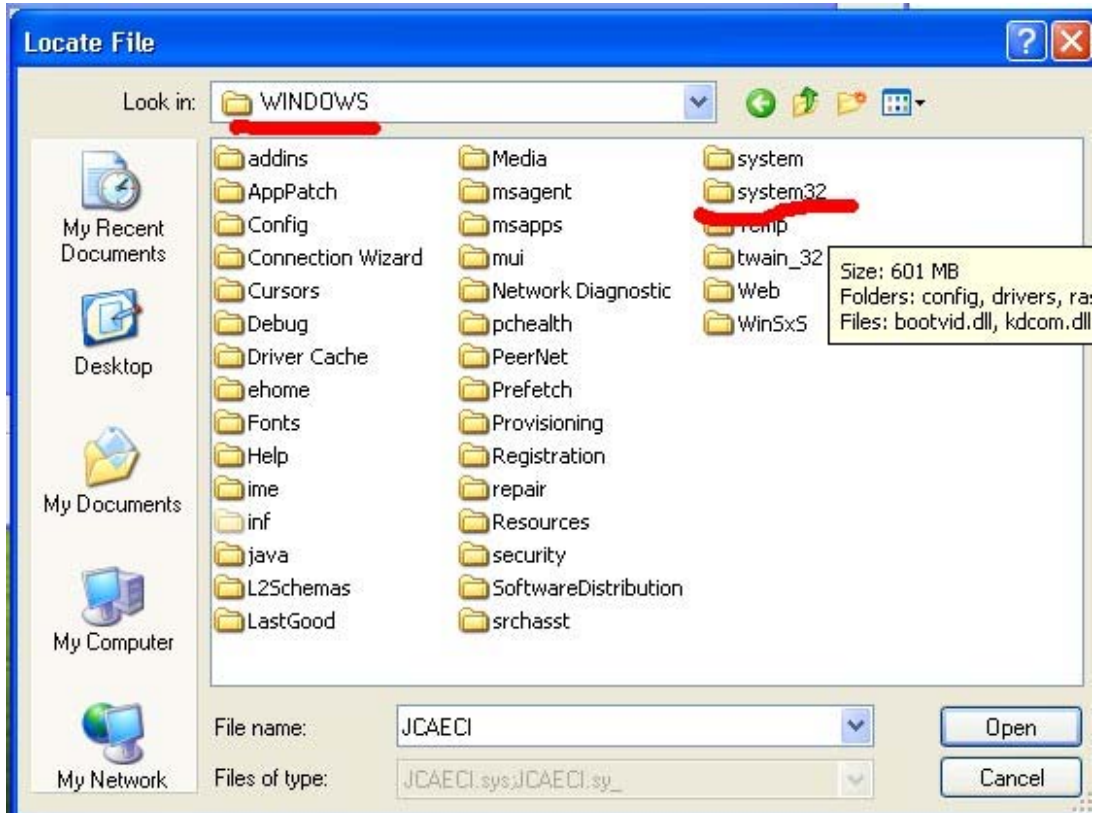 Locate File
Look in:
WINDOWS
My Recent
Documents
Desktop
My Documents
My Computer
My Network
addins
AppPatch
Config
Connection Wizard
Cursors
Debug
Driver Cache
ehome
Fonts
Help
ime
inf
java
L2Schemas
LastGood
Media
msagent
msapps
mui
Network Diagnostic
pchealth
PeerNet
Prefetch
Provisioning
Registration
repair
Resources
security
SoftwareDistribution
srchasst
system
system32
Temp
twain_32
Web
WinSxS
Size: 601 MB
Folders: config, drivers, ras
Files: bootvid.dll, kdcom.dll
File name:
JCAECI
Open
Files of type:
JCAECI.sys;JCAECI.sy_
Cancel